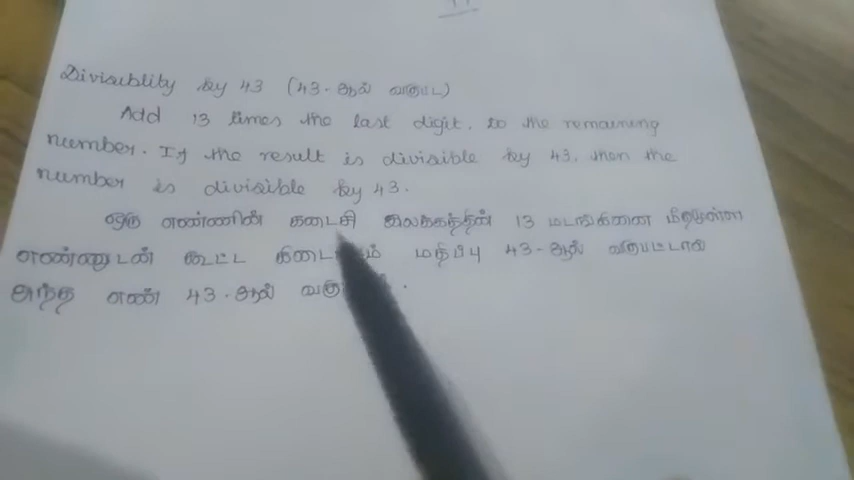 Divisiblity by 43 (43-ஆல் வகுபட)
Add 13 times the last digit, to the remaining
number. If the result is divisible by 43, then the
number is divisible by 43.
ஒரு எண்ணின் கடைசி இலக்கத்தின் 13 மடங்கினை மீதமுள்ள
எண்ணுடன் கூட்ட மதிப்பு 43-ஆல் வகுபட்டால்
அந்த எண் 43-ஆல்